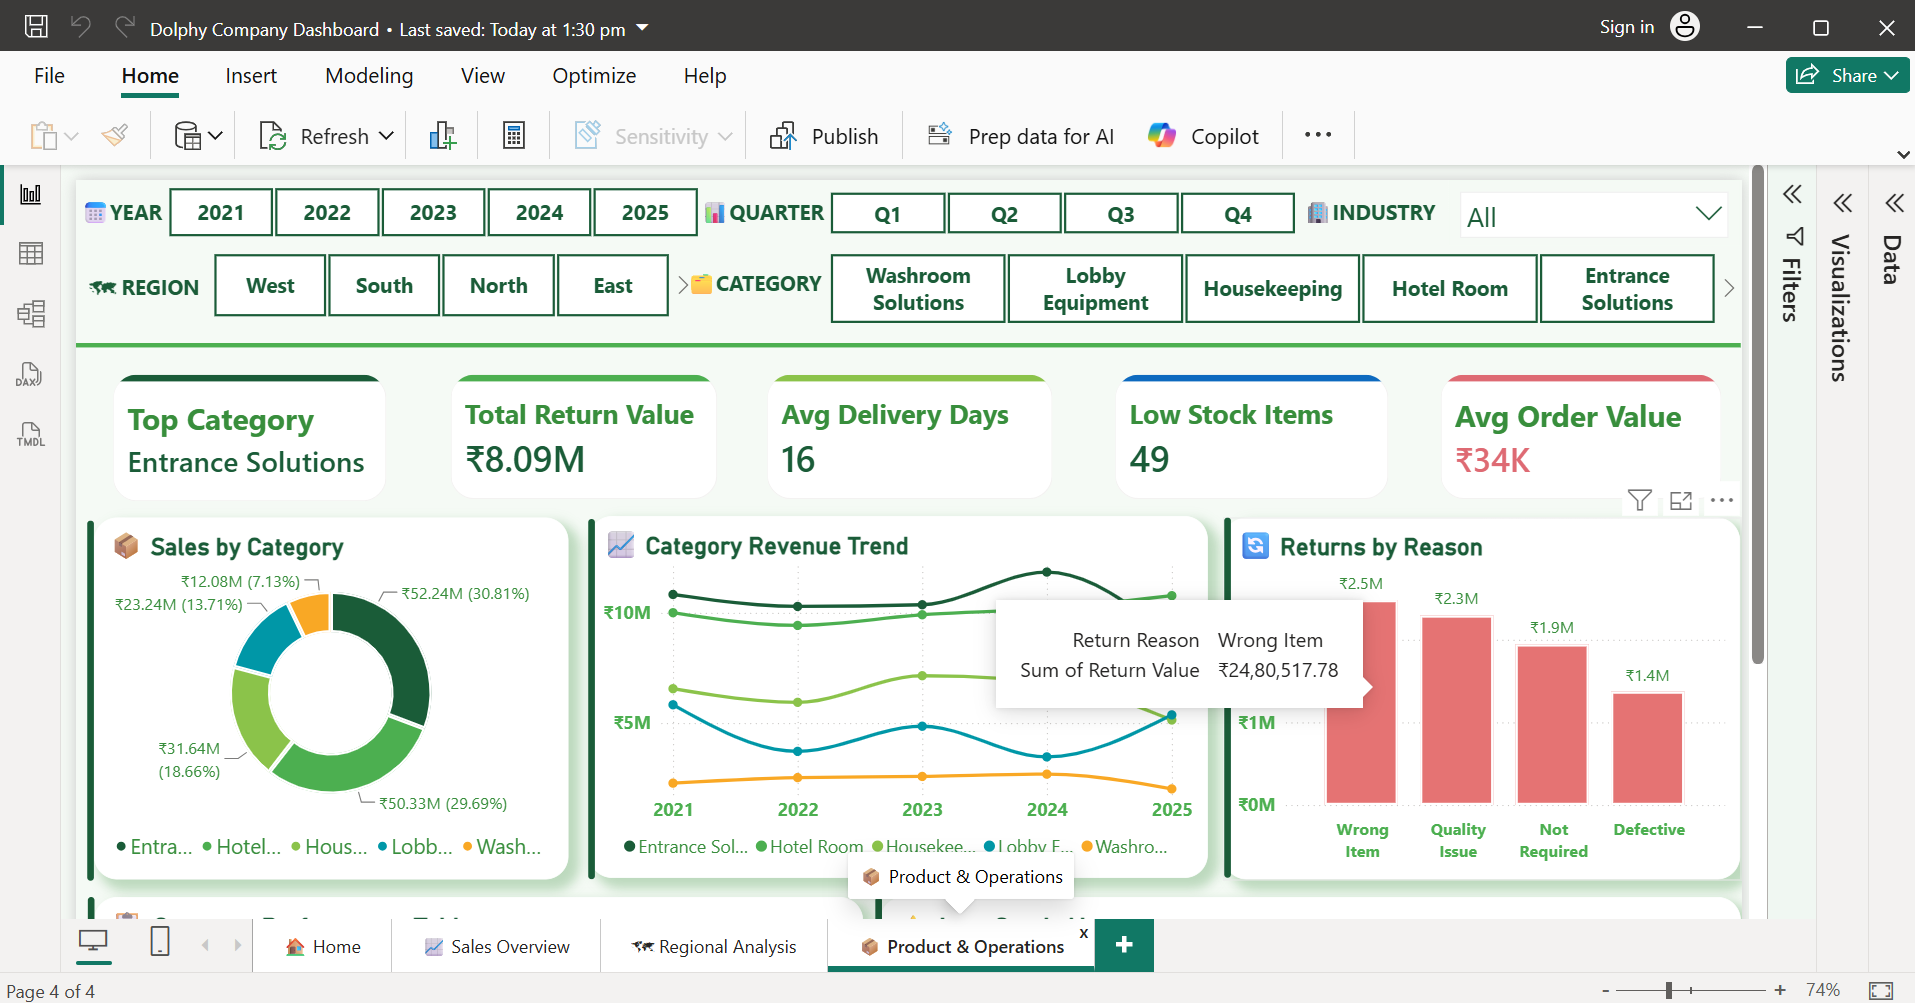 Dolphy Company Dashboard • Last saved: Today at 1:30 pm
Sign in
File Home Insert Modeling View Optimize Help
Share
Refresh
Sensitivity
Publish
Prep data for AI
Copilot
YEAR 2021 2022 2023 2024 2025
QUARTER Q1 Q2 Q3 Q4
INDUSTRY All
REGION West South North East
CATEGORY
Washroom
Solutions
Lobby
Equipment
Housekeeping
Hotel Room
Entrance
Solutions
Filters
Visualizations
Data
DAX
TMDL
Top Category
Entrance Solutions
Total Return Value
₹8.09M
Avg Delivery Days
16
Low Stock Items
49
Avg Order Value
₹34K
Sales by Category
₹12.08M (7.13%)
₹52.24M (30.81%)
₹23.24M (13.71%)
₹31.64M
(18.66%)
₹50.33M (29.69%)
Entra... Hotel... Hous... Lobb... Wash...
Category Revenue Trend
₹10M
₹5M
2021 2022 2023 2024 2025
Entrance Sol... Hotel Room Housekee... Lobby E... Washro...
Returns by Reason
₹2.5M
₹2.3M
₹1.9M
₹1.4M
Return Reason Wrong Item
Sum of Return Value ₹24,80,517.78
₹1M
₹0M
Wrong
Item
Quality
Issue
Not
Required
Defective
Product & Operations
Home
Sales Overview
Regional Analysis
Product & Operations
x
+
Page 4 of 4
- + 74%